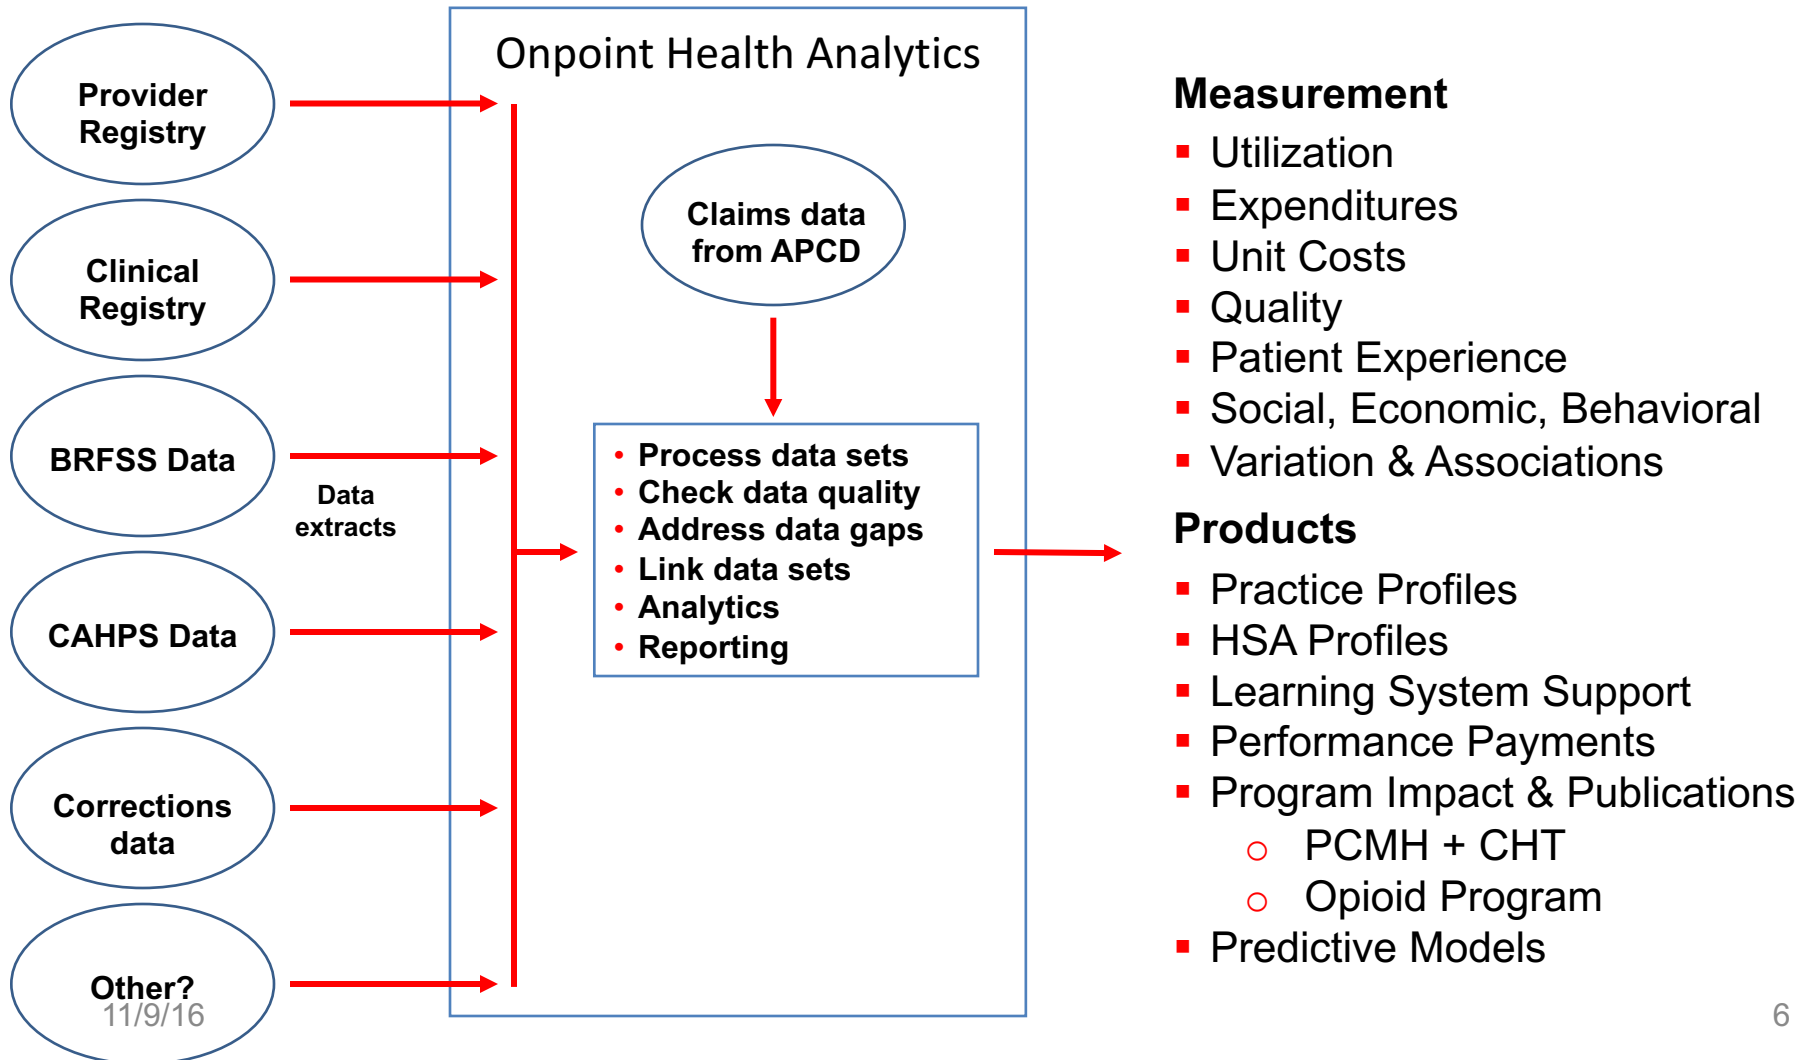 Provider
Registry
Clinical
Registry
BRFSS Data
Data
extracts
CAHPS Data
Corrections
data
Other?
11/9/16
Onpoint Health Analytics
Claims data
from APCD
• Process data sets
• Check data quality
• Address data gaps
• Link data sets
• Analytics
• Reporting
Measurement
▪ Utilization
▪ Expenditures
▪ Unit Costs
▪ Quality
▪ Patient Experience
▪ Social, Economic, Behavioral
▪ Variation & Associations
Products
▪ Practice Profiles
▪ HSA Profiles
▪ Learning System Support
▪ Performance Payments
▪ Program Impact & Publications
o PCMH + CHT
o Opioid Program
▪ Predictive Models
6